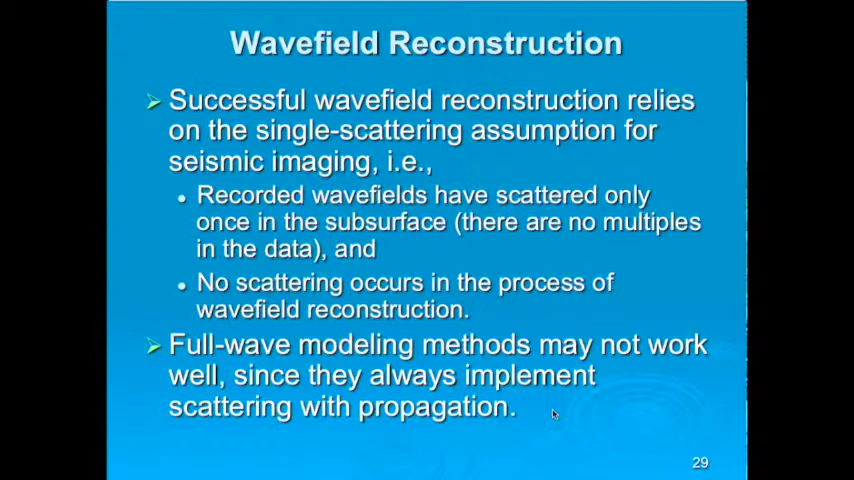 Wavefield Reconstruction
Successful wavefield reconstruction relies
on the single-scattering assumption for
seismic imaging, i.e.,
Recorded wavefields have scattered only
once in the subsurface (there are no multiples
in the data), and
No scattering occurs in the process of
wavefield reconstruction.
Full-wave modeling methods may not work
well, since they always implement
scattering with propagation.
29